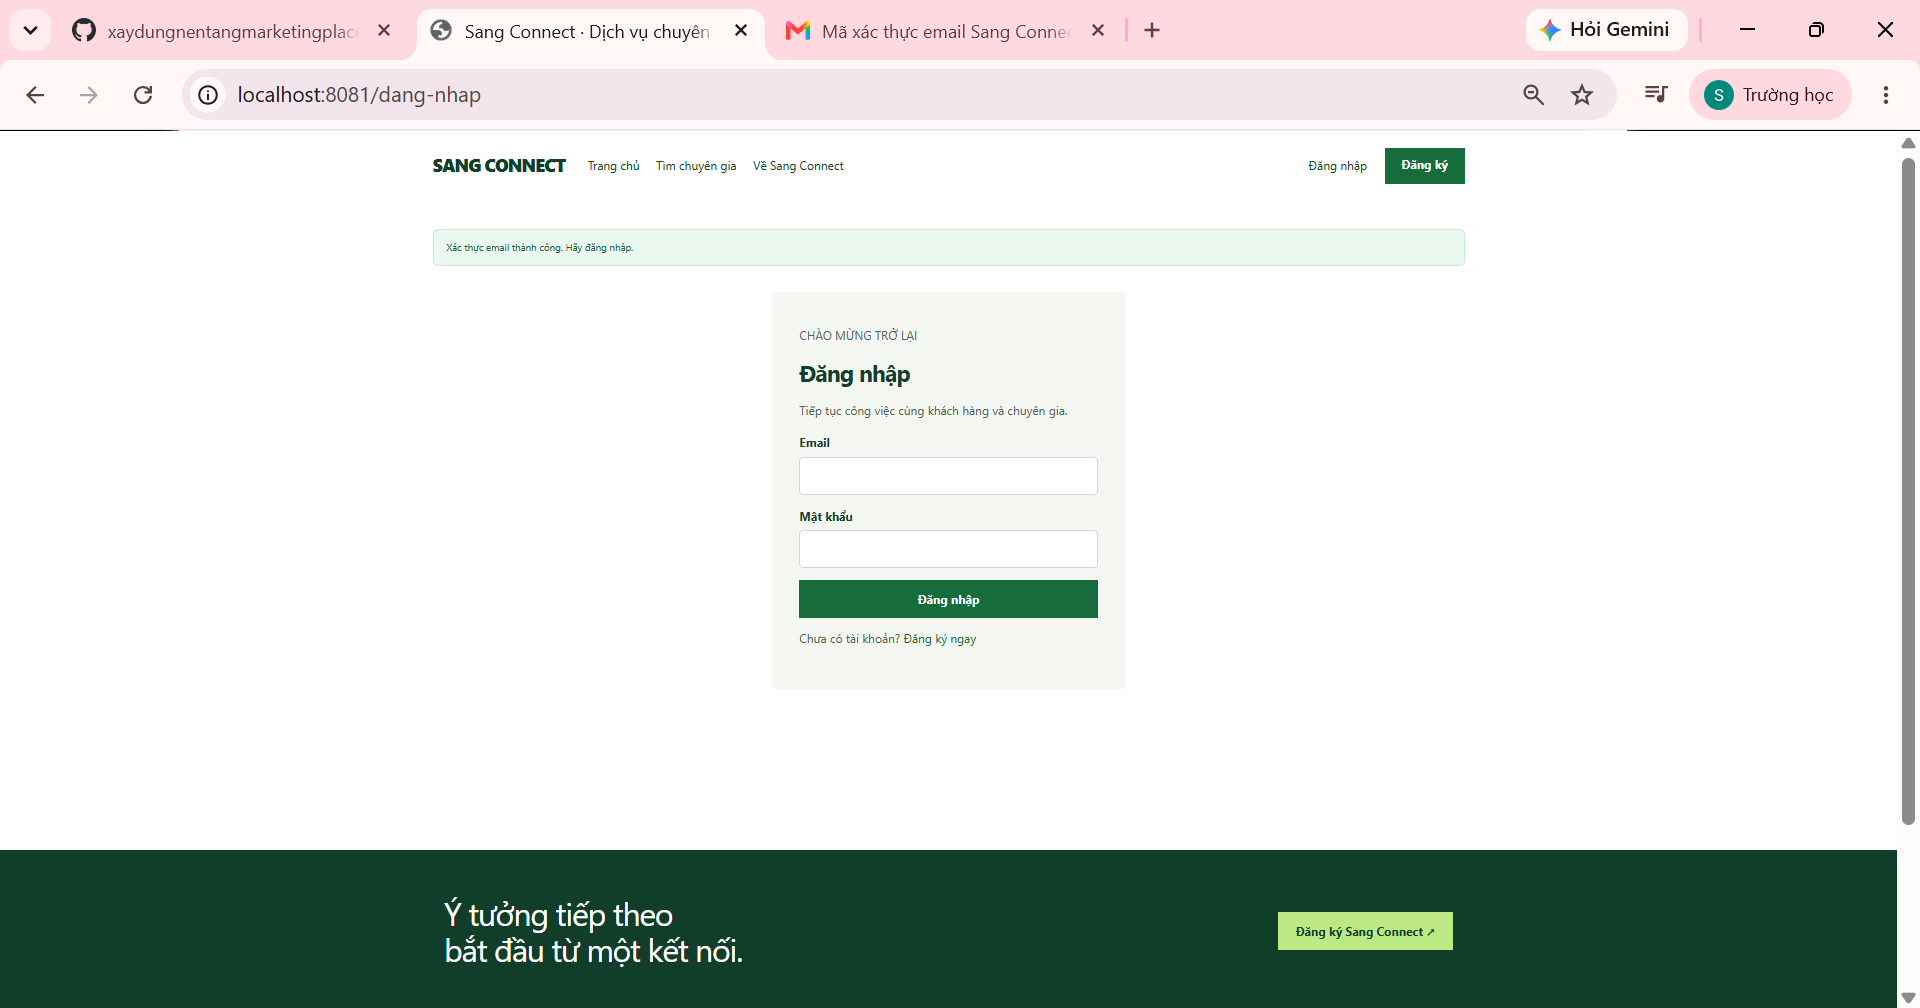 xaydungnentangmarketingplac
Sang Connect · Dịch vụ chuyên
Mã xác thực email Sang Connec
Hỏi Gemini
localhost:8081/dang-nhap
S
Trường học
SANG CONNECT
Trang chủ
Tìm chuyên gia
Về Sang Connect
Đăng nhập
Đăng ký
Xác thực email thành công. Hãy đăng nhập.
CHÀO MỪNG TRỞ LẠI
Đăng nhập
Tiếp tục công việc cùng khách hàng và chuyên gia.
Email
Mật khẩu
Đăng nhập
Chưa có tài khoản? Đăng ký ngay
Ý tưởng tiếp theo
bắt đầu từ một kết nối.
Đăng ký Sang Connect ↗